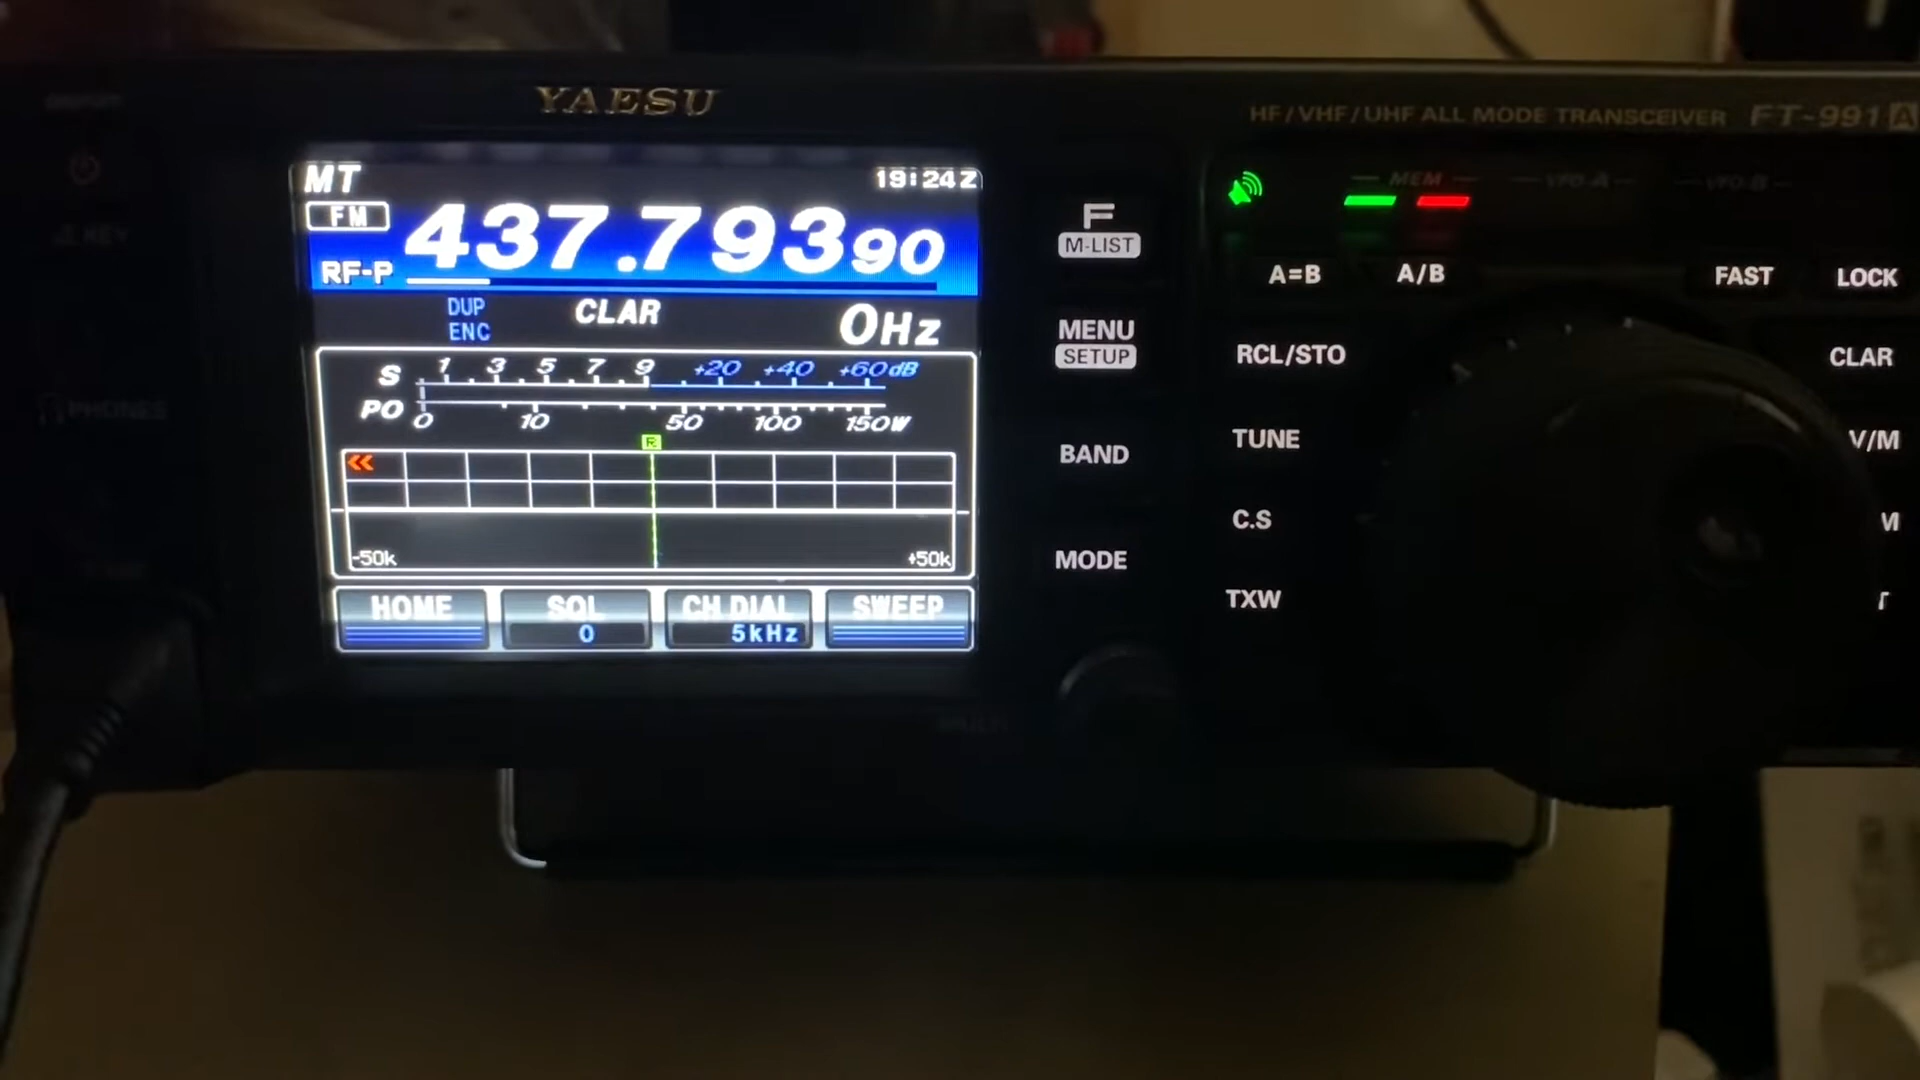 YAESU
HF/VHF/UHF ALL MODE TRANSCEIVER FT-991A
MT
19:24Z
FM
437.79390
RF-P
DUP
ENC
CLAR
0Hz
S
1 3 5 7 9 +20 +40 +60dB
PO
0 10 50 100 150W
R
-50k
+50k
HOME
SQL
0
CH DIAL
5kHz
SWEEP
F
M-LIST
MENU
SETUP
BAND
MODE
MEM
VFO-A
VFO-B
A=B
A/B
FAST
LOCK
RCL/STO
CLAR
TUNE
V/M
C.S
M
TXW
KEY
PHONES